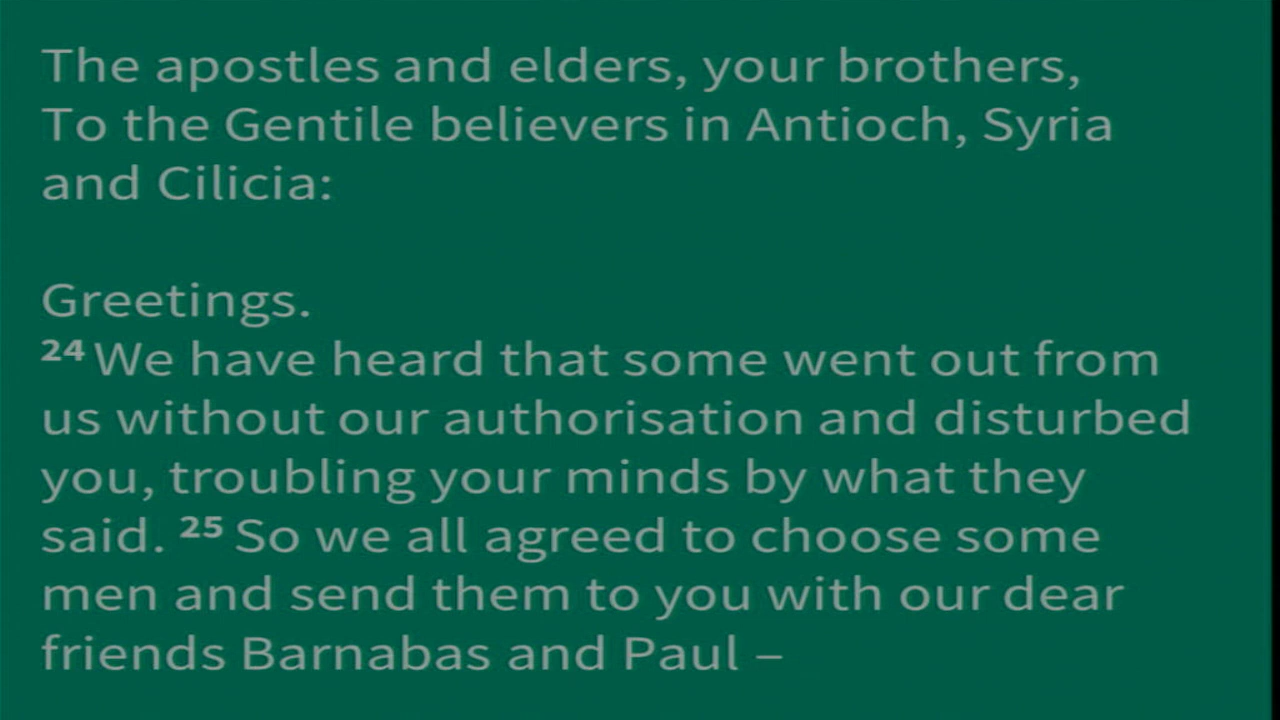 The apostles and elders, your brothers,
To the Gentile believers in Antioch, Syria
and Cilicia:
Greetings.
24 We have heard that some went out from
us without our authorisation and disturbed
you, troubling your minds by what they
said. 25 So we all agreed to choose some
men and send them to you with our dear
friends Barnabas and Paul –